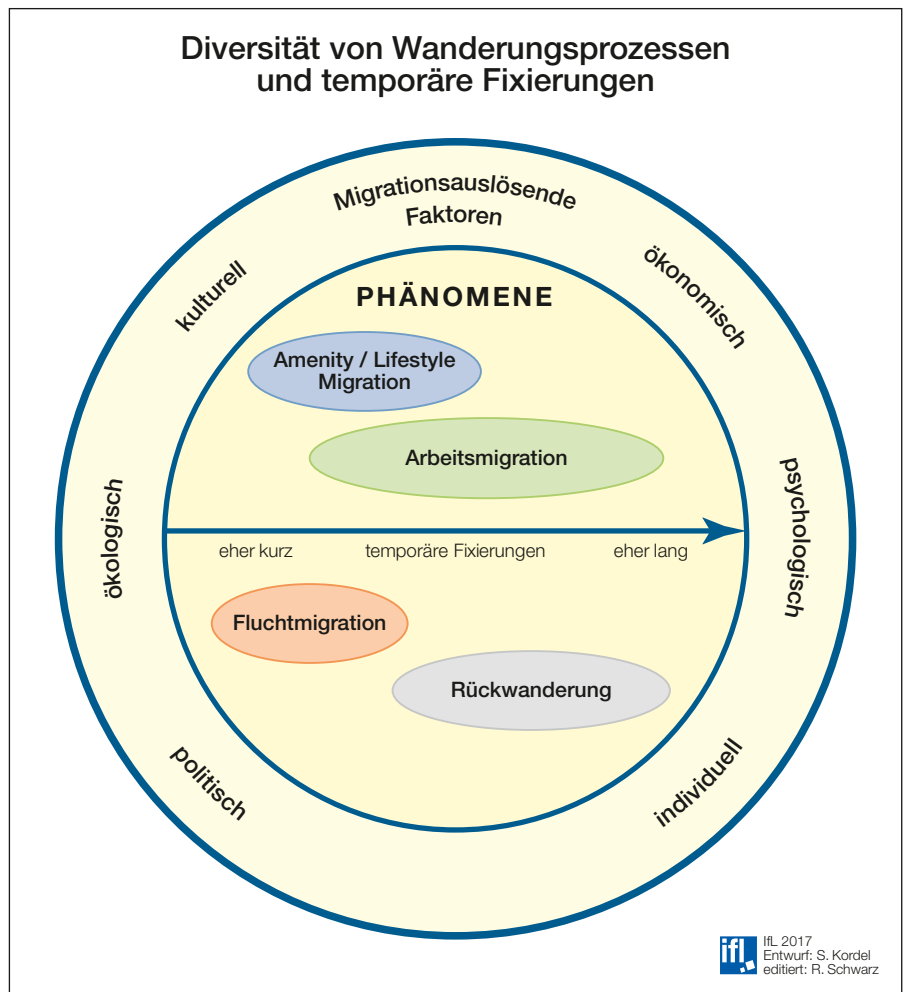 Diversität von Wanderungsprozessen
und temporäre Fixierungen
Migrationsauslösende
Faktoren
kulturell
ökonomisch
PHÄNOMENE
Amenity / Lifestyle
Migration
Arbeitsmigration
ökologisch
psychologisch
eher kurz
temporäre Fixierungen
eher lang
Fluchtmigration
Rückwanderung
politisch
individuell
ifl
IfL 2017
Entwurf: S. Kordel
editiert: R. Schwarz